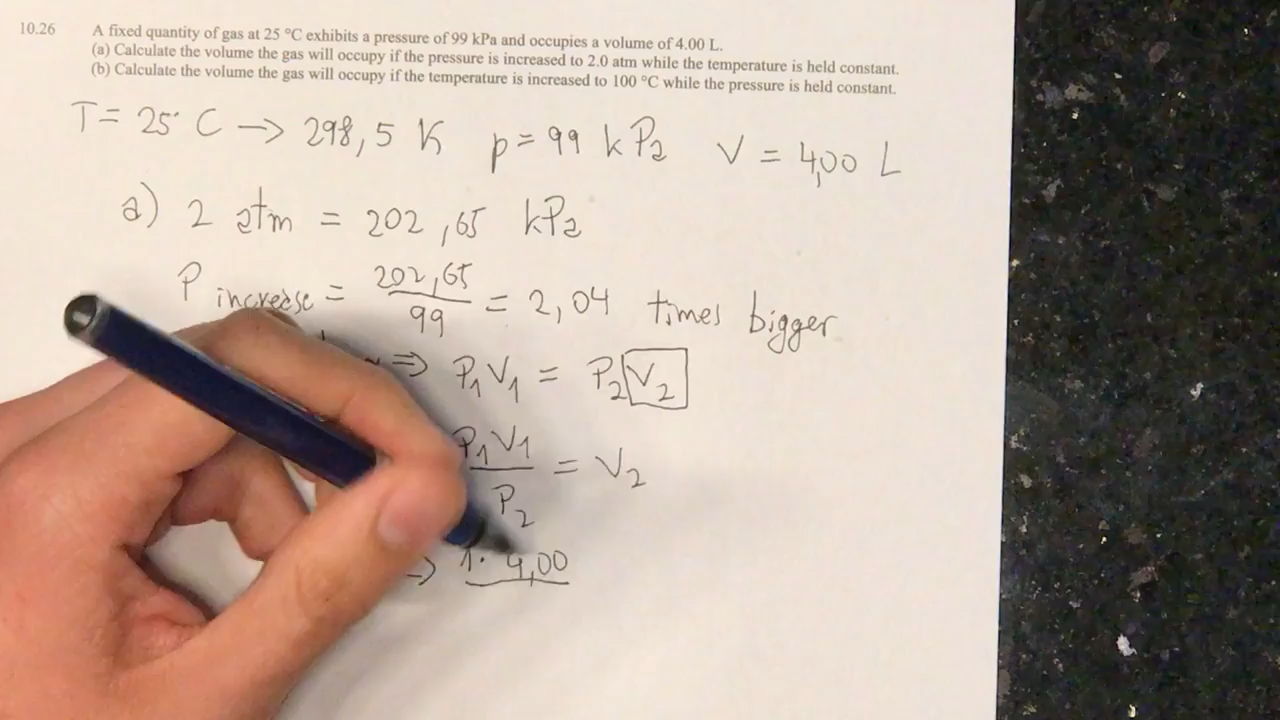 10.26 A fixed quantity of gas at 25 °C exhibits a pressure of 99 kPa and occupies a volume of 4.00 L.
(a) Calculate the volume the gas will occupy if the pressure is increased to 2.0 atm while the temperature is held constant.
(b) Calculate the volume the gas will occupy if the temperature is increased to 100 °C while the pressure is held constant.
T = 25° C → 298,5 K p = 99 kPa V = 4,00 L
a) 2 atm = 202,65 kPa
P increase = 202,65 / 99 = 2,04 times bigger
⇒ P₁V₁ = P₂V₂
P₁V₁ / P₂ = V₂
→ 1 · 4,00